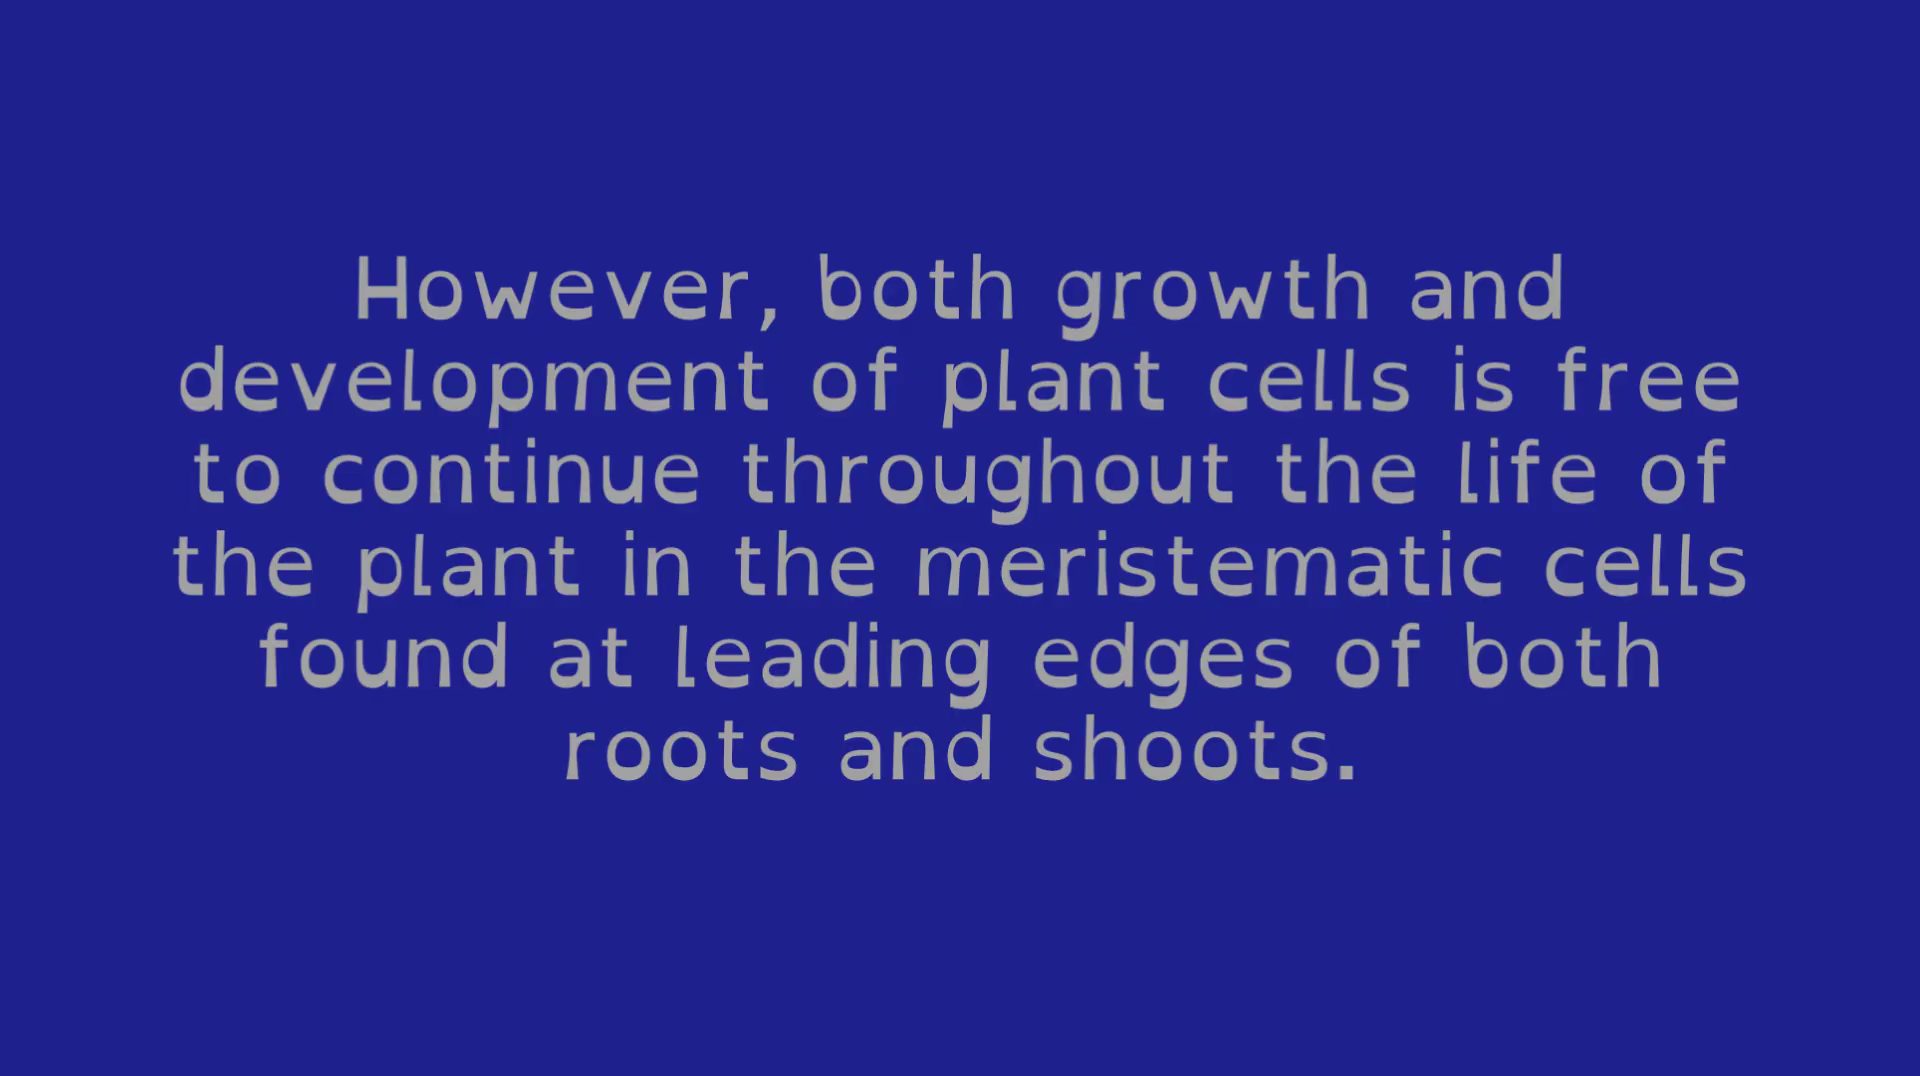 However, both growth and
development of plant cells is free
to continue throughout the life of
the plant in the meristematic cells
found at leading edges of both
roots and shoots.